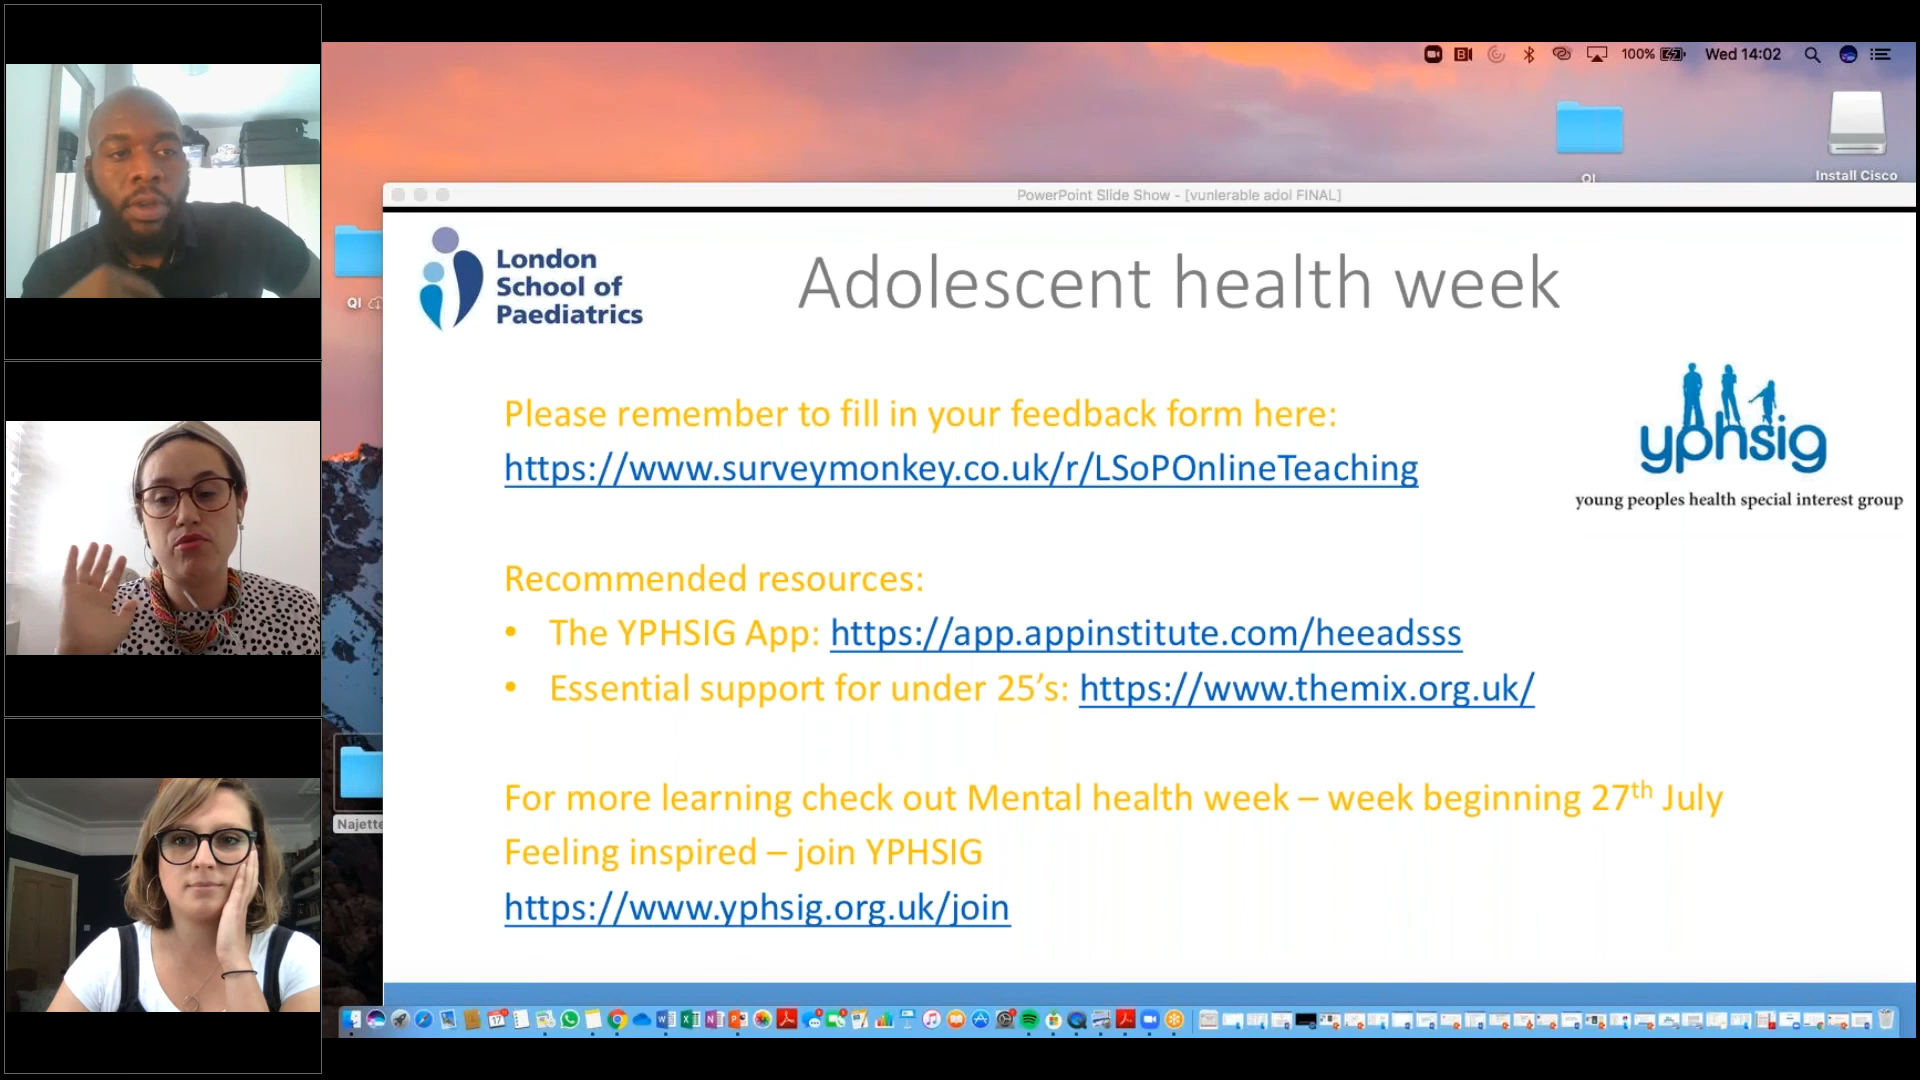 100%
Wed 14:02
QI
Install Cisco
PowerPoint Slide Show - [vunlerable adol FINAL]
London
School of
Paediatrics
Adolescent health week
QI
Please remember to fill in your feedback form here:
https://www.surveymonkey.co.uk/r/LSoPOnlineTeaching
yphsig
young peoples health special interest group
Recommended resources:
• The YPHSIG App: https://app.appinstitute.com/heeadsss
• Essential support for under 25’s: https://www.themix.org.uk/
For more learning check out Mental health week – week beginning 27th July
Najette
Feeling inspired – join YPHSIG
https://www.yphsig.org.uk/join
17